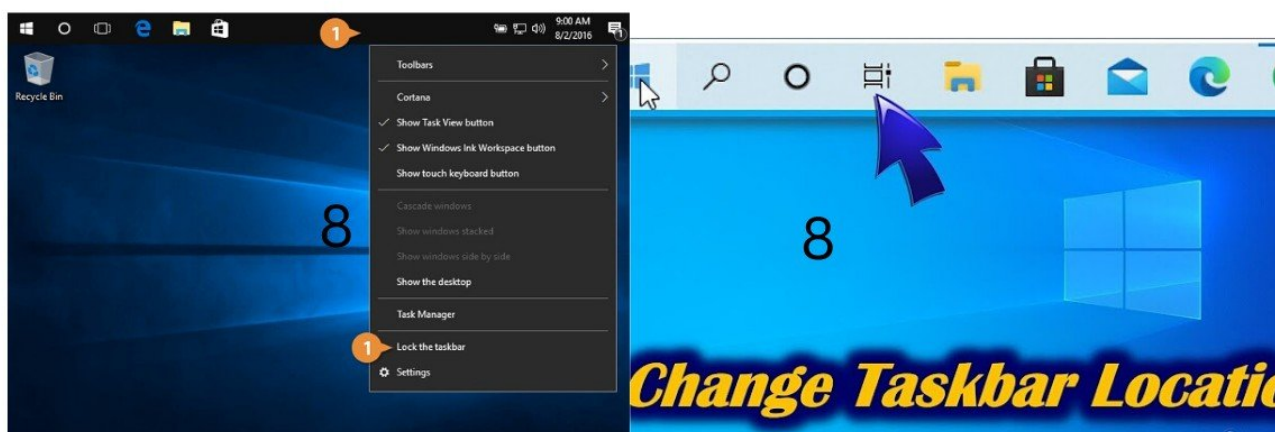 1
9:00 AM
8/2/2016
1
Recycle Bin
Toolbars
Cortana
Show Task View button
Show Windows Ink Workspace button
Show touch keyboard button
Cascade windows
Show windows stacked
Show windows side by side
Show the desktop
Task Manager
1
Lock the taskbar
Settings
8
8
Change Taskbar Locatio